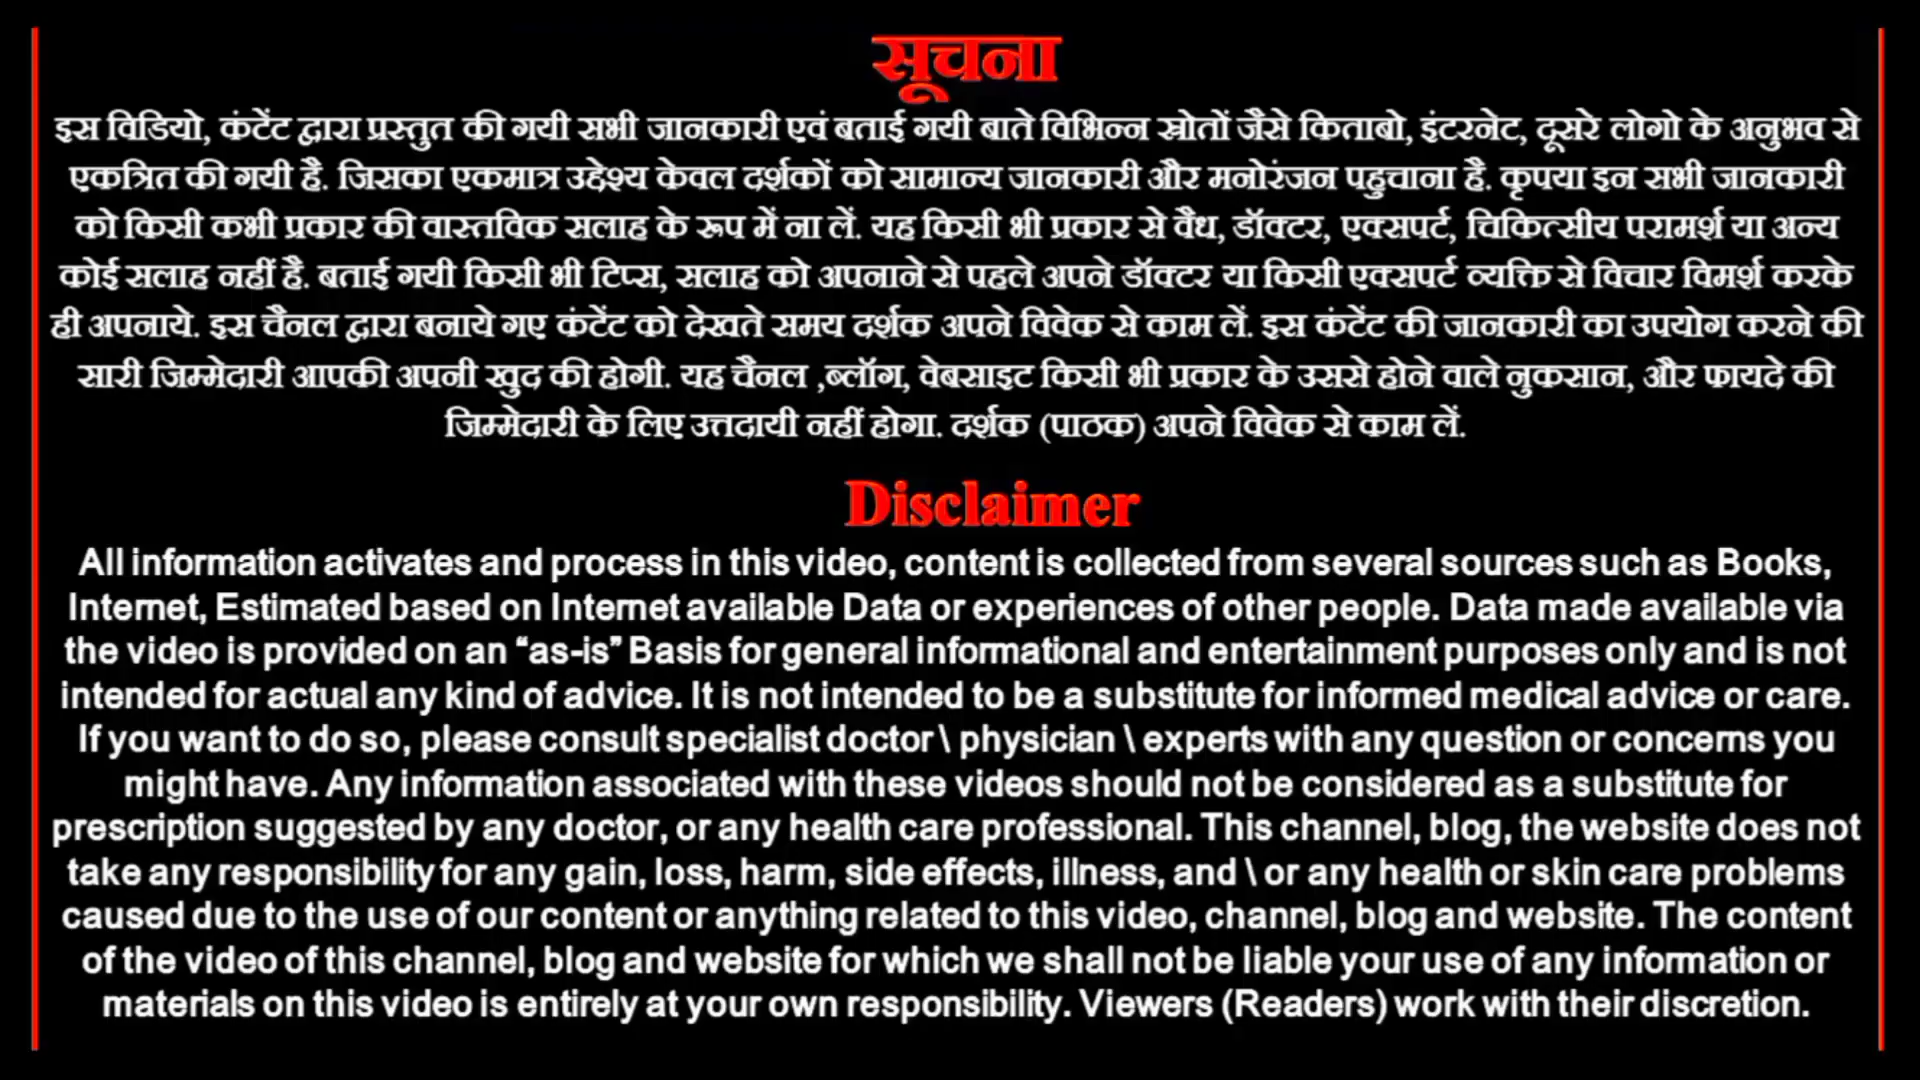 सूचना
इस विडियो, कंटेंट द्वारा प्रस्तुत की गयी सभी जानकारी एवं बताई गयी बाते विभिन्न स्रोतों जैसे किताबो, इंटरनेट, दूसरे लोगो के अनुभव से
एकत्रित की गयी है. जिसका एकमात्र उद्देश्य केवल दर्शकों को सामान्य जानकारी और मनोरंजन पहुचाना है. कृपया इन सभी जानकारी
को किसी कभी प्रकार की वास्तविक सलाह के रूप में ना लें. यह किसी भी प्रकार से वैध, डॉक्टर, एक्सपर्ट, चिकित्सीय परामर्श या अन्य
कोई सलाह नहीं है. बताई गयी किसी भी टिप्स, सलाह को अपनाने से पहले अपने डॉक्टर या किसी एक्सपर्ट व्यक्ति से विचार विमर्श करके
ही अपनाये. इस चैनल द्वारा बनाये गए कंटेंट को देखते समय दर्शक अपने विवेक से काम लें. इस कंटेंट की जानकारी का उपयोग करने की
सारी जिम्मेदारी आपकी अपनी खुद की होगी. यह चैनल ,ब्लॉग, वेबसाइट किसी भी प्रकार के उससे होने वाले नुकसान, और फायदे की
जिम्मेदारी के लिए उत्तदायी नहीं होगा. दर्शक (पाठक) अपने विवेक से काम लें.
Disclaimer
All information activates and process in this video, content is collected from several sources such as Books,
Internet, Estimated based on Internet available Data or experiences of other people. Data made available via
the video is provided on an “as-is” Basis for general informational and entertainment purposes only and is not
intended for actual any kind of advice. It is not intended to be a substitute for informed medical advice or care.
If you want to do so, please consult specialist doctor \ physician \ experts with any question or concerns you
might have. Any information associated with these videos should not be considered as a substitute for
prescription suggested by any doctor, or any health care professional. This channel, blog, the website does not
take any responsibility for any gain, loss, harm, side effects, illness, and \ or any health or skin care problems
caused due to the use of our content or anything related to this video, channel, blog and website. The content
of the video of this channel, blog and website for which we shall not be liable your use of any information or
materials on this video is entirely at your own responsibility. Viewers (Readers) work with their discretion.